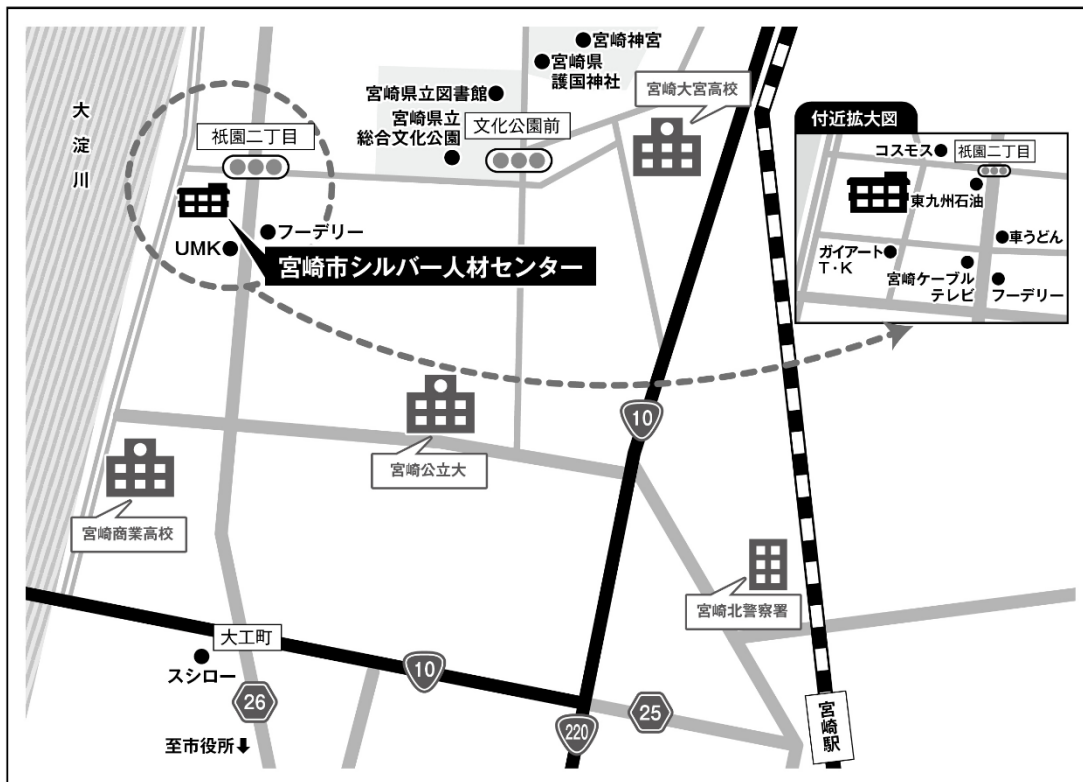 宮崎神宮
宮崎県
護国神社
宮崎大宮高校
宮崎県立図書館
宮崎県立
総合文化公園
文化公園前
大淀川
祇園二丁目
フーデリー
UMK
宮崎市シルバー人材センター
付近拡大図
コスモス
祇園二丁目
東九州石油
車うどん
ガイアート
T・K
宮崎ケーブル
テレビ
フーデリー
10
宮崎公立大
宮崎商業高校
宮崎北警察署
大工町
スシロー
10
26
25
220
宮崎駅
至市役所⬇